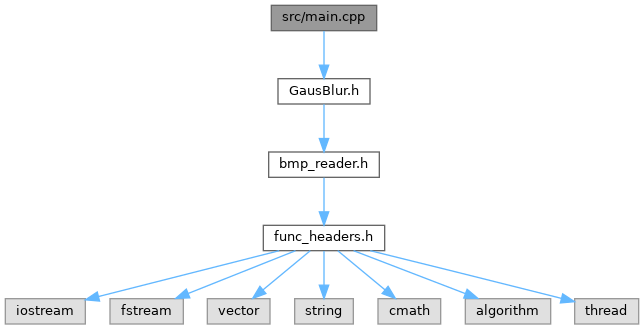 src/main.cpp
GausBlur.h
bmp_reader.h
func_headers.h
iostream
fstream
vector
string
cmath
algorithm
thread